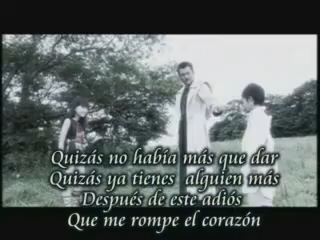 Quizás no había más que dar
Quizás ya tienes alguien más
Después de este adiós
Que me rompe el corazón